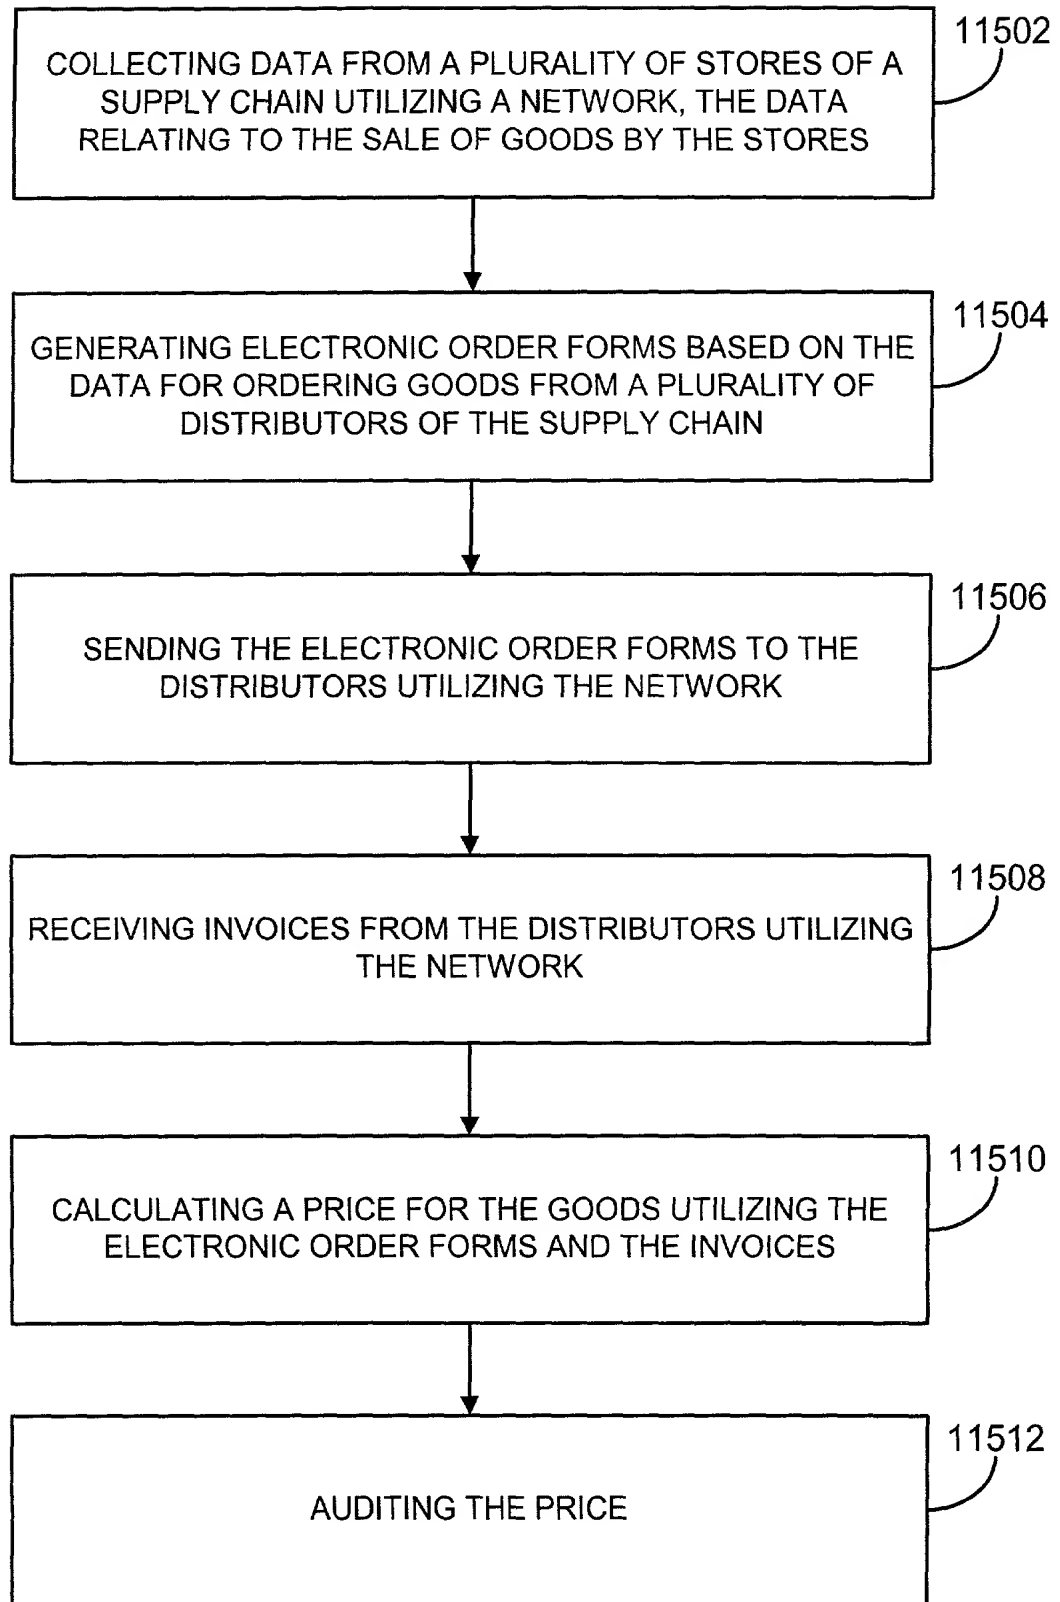 11502
COLLECTING DATA FROM A PLURALITY OF STORES OF A
SUPPLY CHAIN UTILIZING A NETWORK, THE DATA
RELATING TO THE SALE OF GOODS BY THE STORES
11504
GENERATING ELECTRONIC ORDER FORMS BASED ON THE
DATA FOR ORDERING GOODS FROM A PLURALITY OF
DISTRIBUTORS OF THE SUPPLY CHAIN
11506
SENDING THE ELECTRONIC ORDER FORMS TO THE
DISTRIBUTORS UTILIZING THE NETWORK
11508
RECEIVING INVOICES FROM THE DISTRIBUTORS UTILIZING
THE NETWORK
11510
CALCULATING A PRICE FOR THE GOODS UTILIZING THE
ELECTRONIC ORDER FORMS AND THE INVOICES
11512
AUDITING THE PRICE